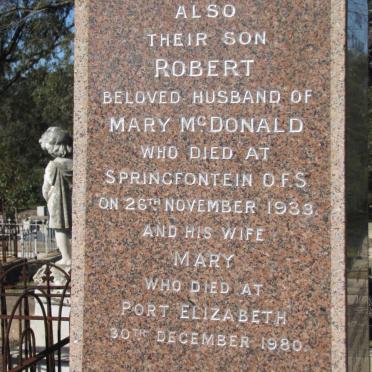 ALSO
THEIR SON
ROBERT
BELOVED HUSBAND OF
MARY McDONALD
WHO DIED AT
SPRINGFONTEIN O.F.S.
ON 26TH NOVEMBER 1939.
AND HIS WIFE
MARY
WHO DIED AT
PORT ELIZABETH
30TH DECEMBER 1980.